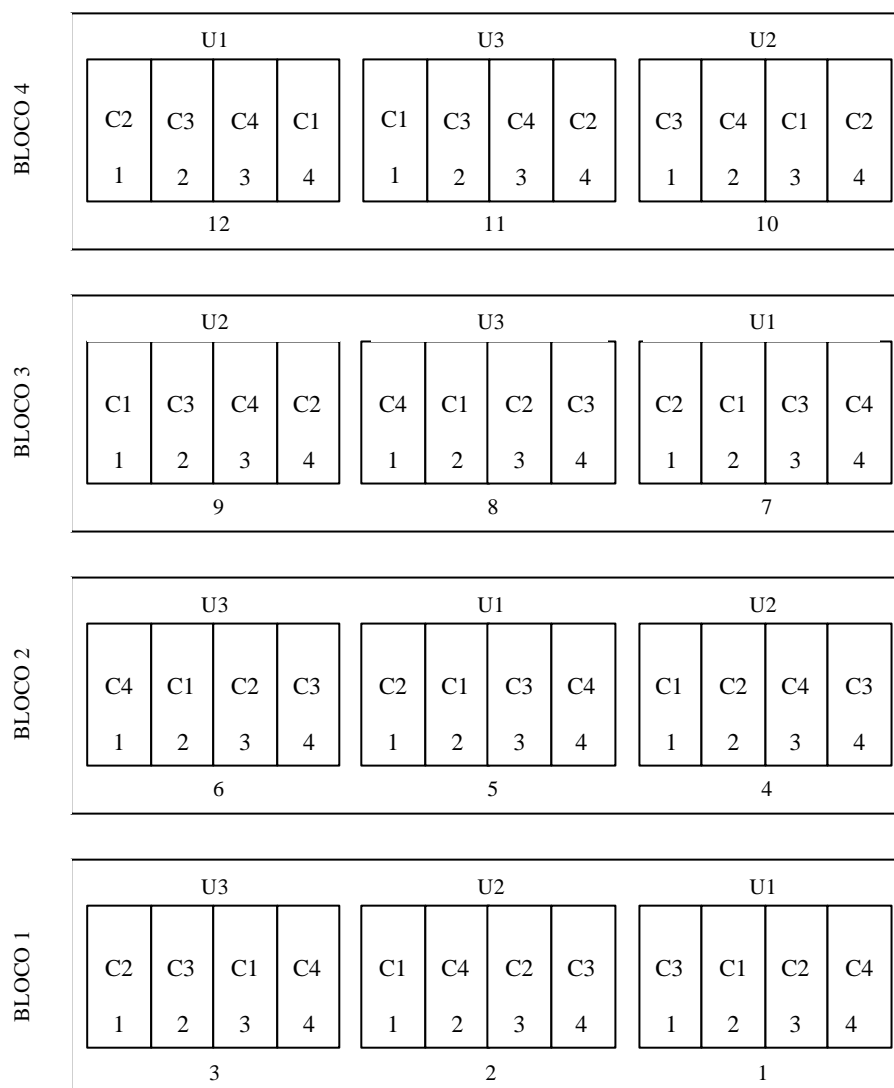 BLOCO 4
U1 U3 U2
C2 C3 C4 C1 C1 C3 C4 C2 C3 C4 C1 C2
1 2 3 4 1 2 3 4 1 2 3 4
12 11 10
BLOCO 3
U2 U3 U1
C1 C3 C4 C2 C4 C1 C2 C3 C2 C1 C3 C4
1 2 3 4 1 2 3 4 1 2 3 4
9 8 7
BLOCO 2
U3 U1 U2
C4 C1 C2 C3 C2 C1 C3 C4 C1 C2 C4 C3
1 2 3 4 1 2 3 4 1 2 3 4
6 5 4
BLOCO 1
U3 U2 U1
C2 C3 C1 C4 C1 C4 C2 C3 C3 C1 C2 C4
1 2 3 4 1 2 3 4 1 2 3 4
3 2 1